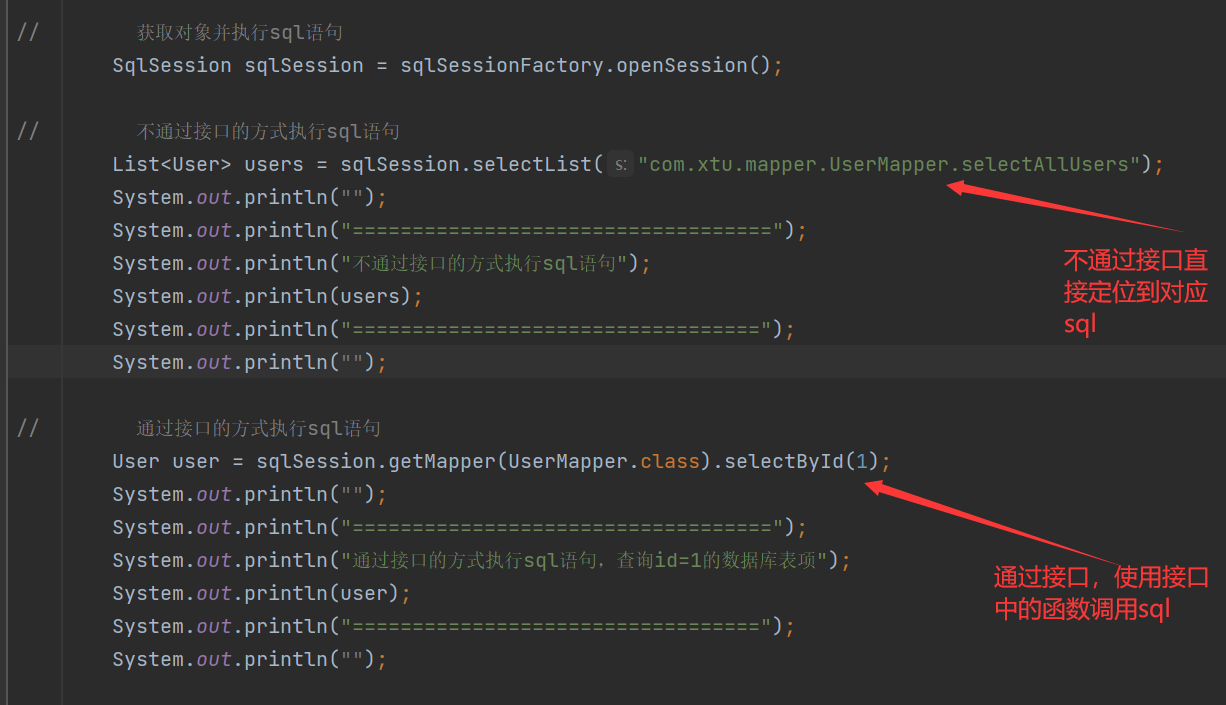 // 获取对象并执行sql语句
SqlSession sqlSession = sqlSessionFactory.openSession();
// 不通过接口的方式执行sql语句
List<User> users = sqlSession.selectList( s: "com.xtu.mapper.UserMapper.selectAllUsers");
System.out.println("");
System.out.println("===================================");
System.out.println("不通过接口的方式执行sql语句");
System.out.println(users);
System.out.println("==================================");
System.out.println("");
不通过接口直
接定位到对应
sql
// 通过接口的方式执行sql语句
User user = sqlSession.getMapper(UserMapper.class).selectById(1);
System.out.println("");
System.out.println("===================================");
System.out.println("通过接口的方式执行sql语句，查询id=1的数据库表项");
System.out.println(user);
System.out.println("==================================");
System.out.println("");
通过接口，使用接口
中的函数调用sql